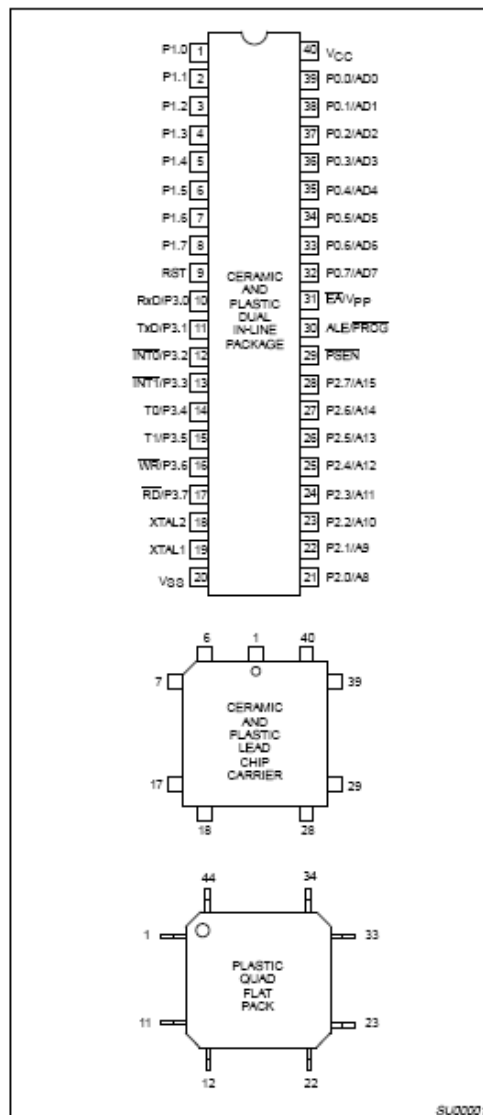 P1.0 1 40 VCC
P1.1 2 39 P0.0/AD0
P1.2 3 38 P0.1/AD1
P1.3 4 37 P0.2/AD2
P1.4 5 36 P0.3/AD3
P1.5 6 35 P0.4/AD4
P1.6 7 34 P0.5/AD5
P1.7 8 33 P0.6/AD6
RST 9 32 P0.7/AD7
RxD/P3.0 10 31 E̅A̅/VPP
TxD/P3.1 11 30 ALE/P̅R̅O̅G̅
I̅N̅T̅0̅/P3.2 12 29 P̅S̅E̅N̅
I̅N̅T̅1̅/P3.3 13 28 P2.7/A15
T0/P3.4 14 27 P2.6/A14
T1/P3.5 15 26 P2.5/A13
W̅R̅/P3.6 16 25 P2.4/A12
R̅D̅/P3.7 17 24 P2.3/A11
XTAL2 18 23 P2.2/A10
XTAL1 19 22 P2.1/A9
VSS 20 21 P2.0/A8
CERAMIC
AND
PLASTIC
DUAL
IN-LINE
PACKAGE
6 1 40
7 39
CERAMIC
AND
PLASTIC
LEAD
CHIP
CARRIER
17 29
18 28
44 34
1 33
PLASTIC
QUAD
FLAT
PACK
11 23
12 22